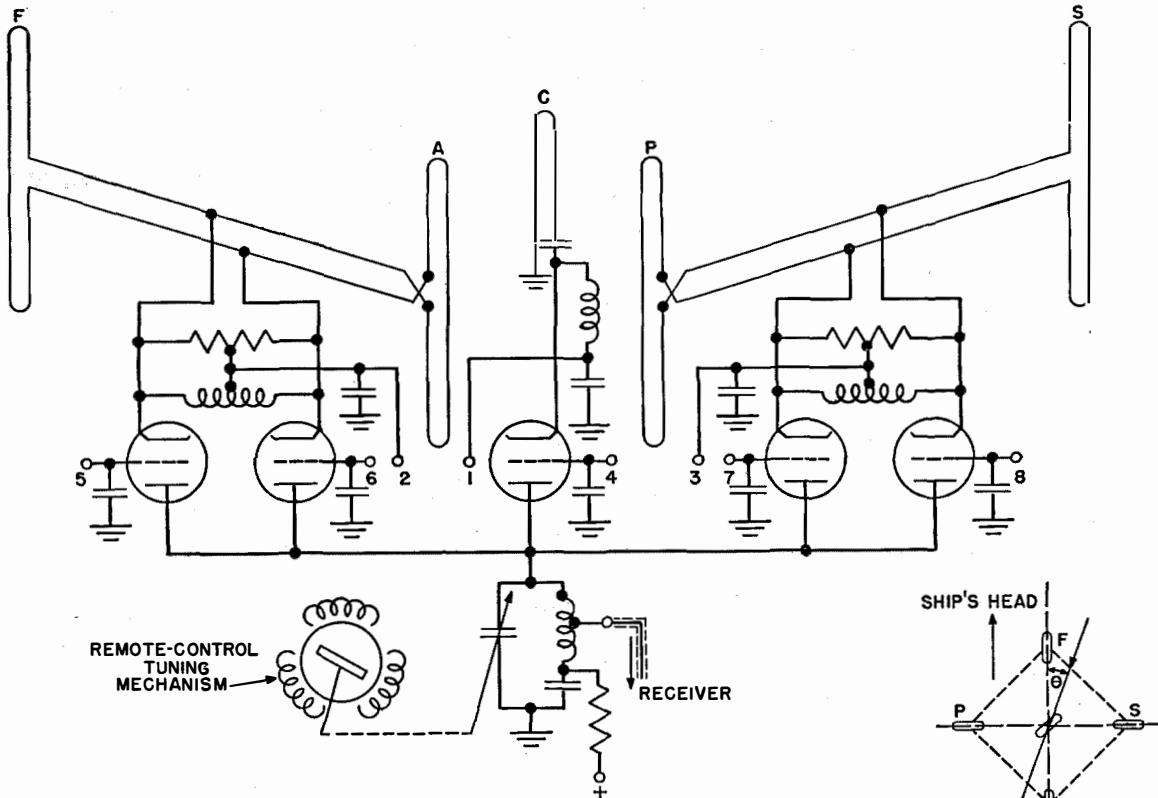 F
S
C
A
P
5
6
2
1
4
3
7
8
REMOTE-CONTROL
TUNING
MECHANISM
RECEIVER
+
SHIP'S HEAD
F
θ
P
S